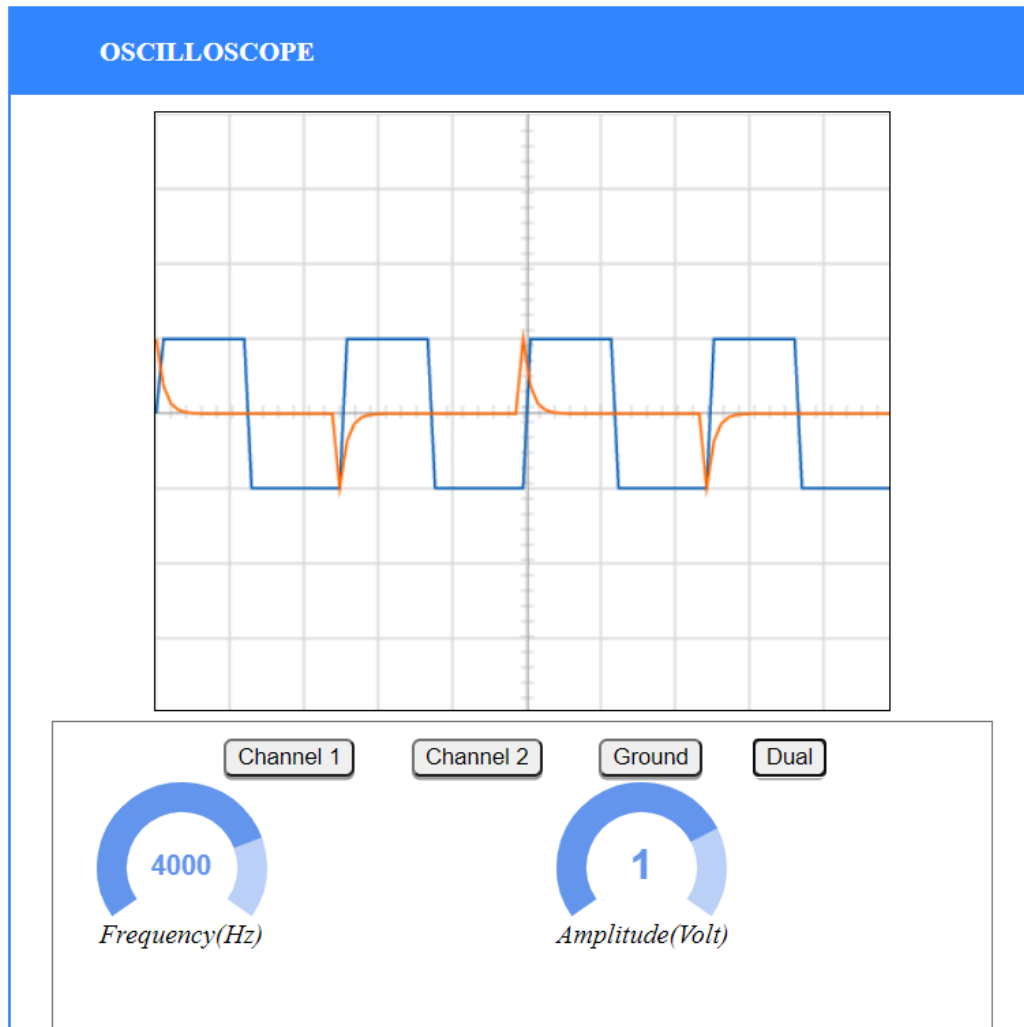 OSCILLOSCOPE
Channel 1 Channel 2 Ground Dual
4000 1
Frequency(Hz) Amplitude(Volt)